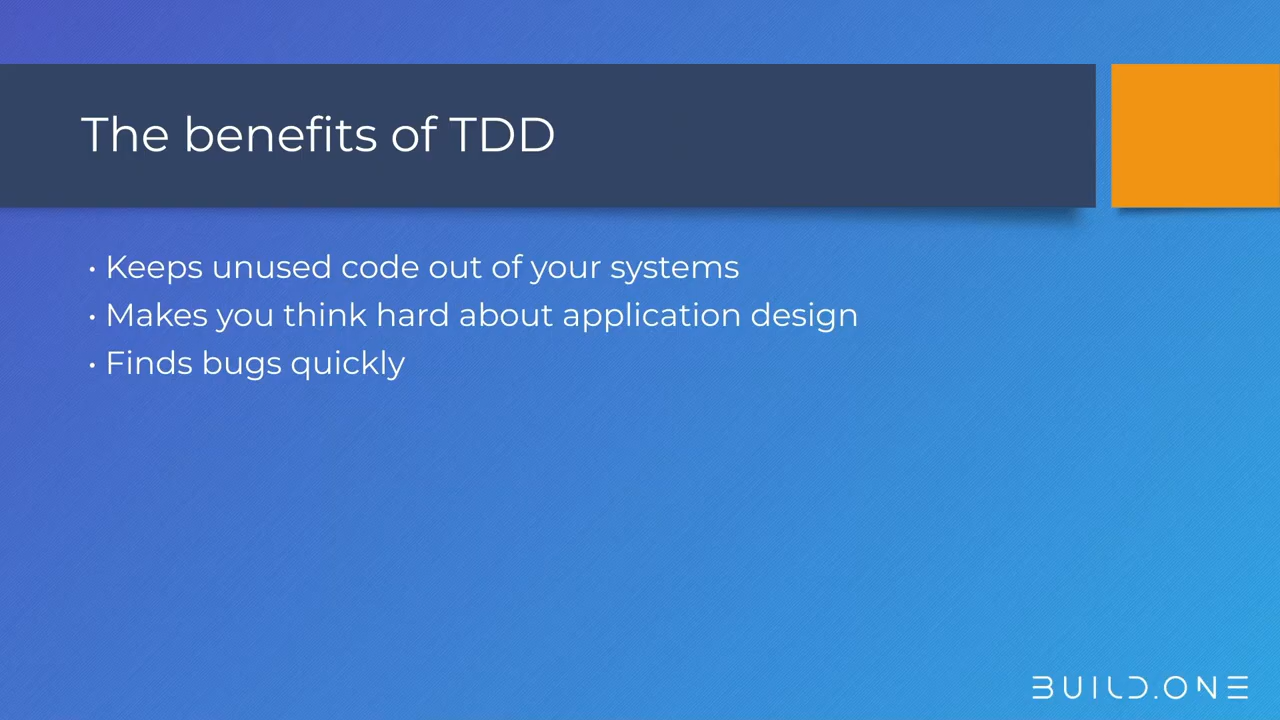 The benefits of TDD
• Keeps unused code out of your systems
• Makes you think hard about application design
• Finds bugs quickly
BUILD.ONE